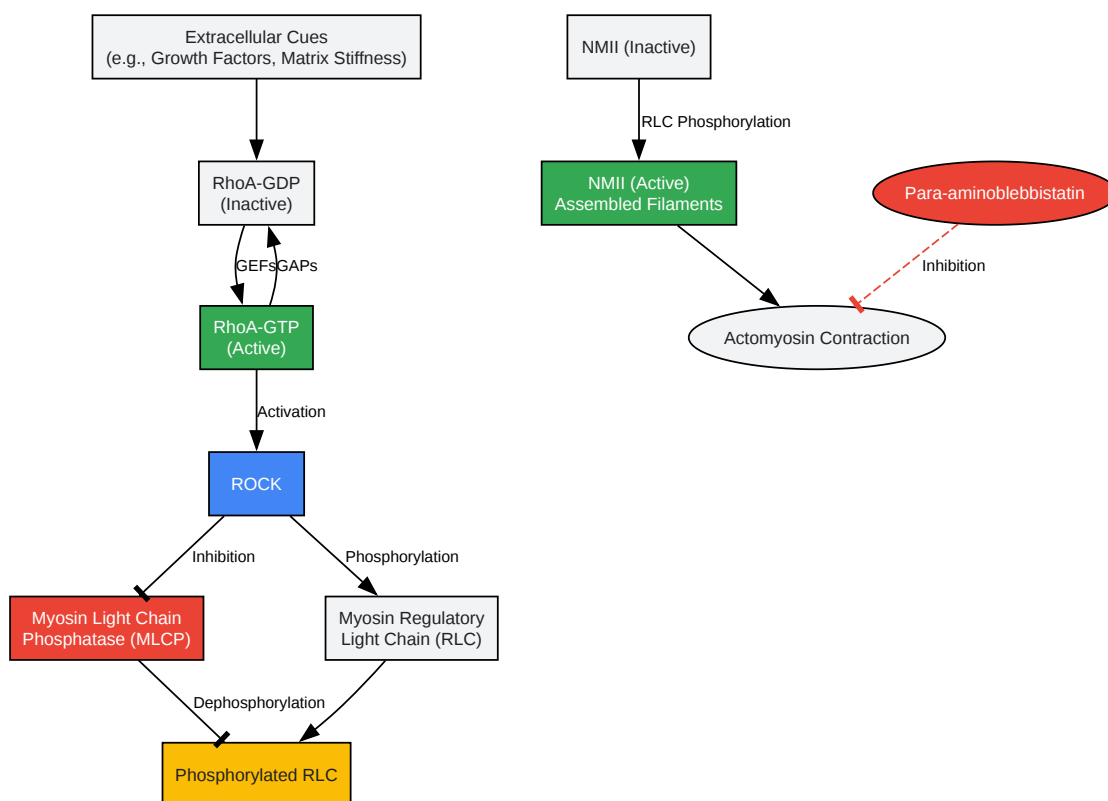 Extracellular Cues
(e.g., Growth Factors, Matrix Stiffness)
RhoA-GDP
(Inactive)
GEFs
GAPs
RhoA-GTP
(Active)
Activation
ROCK
Inhibition
Phosphorylation
Myosin Light Chain
Phosphatase (MLCP)
Myosin Regulatory
Light Chain (RLC)
Dephosphorylation
Phosphorylated RLC
NMII (Inactive)
RLC Phosphorylation
NMII (Active)
Assembled Filaments
Para-aminoblebbistatin
Inhibition
Actomyosin Contraction